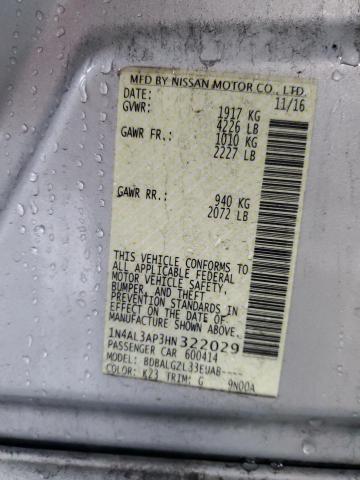 MFD BY NISSAN MOTOR CO., LTD.
DATE: 11/16
GVWR: 1917 KG
4226 LB
GAWR FR.: 1010 KG
2227 LB
GAWR RR.: 940 KG
2072 LB
THIS VEHICLE CONFORMS TO
ALL APPLICABLE FEDERAL
MOTOR VEHICLE SAFETY,
BUMPER, AND THEFT
PREVENTION STANDARDS IN
EFFECT ON THE DATE OF
MANUFACTURE SHOWN ABOVE.
1N4AL3AP3HN 322029
PASSENGER CAR 600414
MODEL: BDBALGZL33EUAB----
COLOR: K23 TRIM: G 9N00A